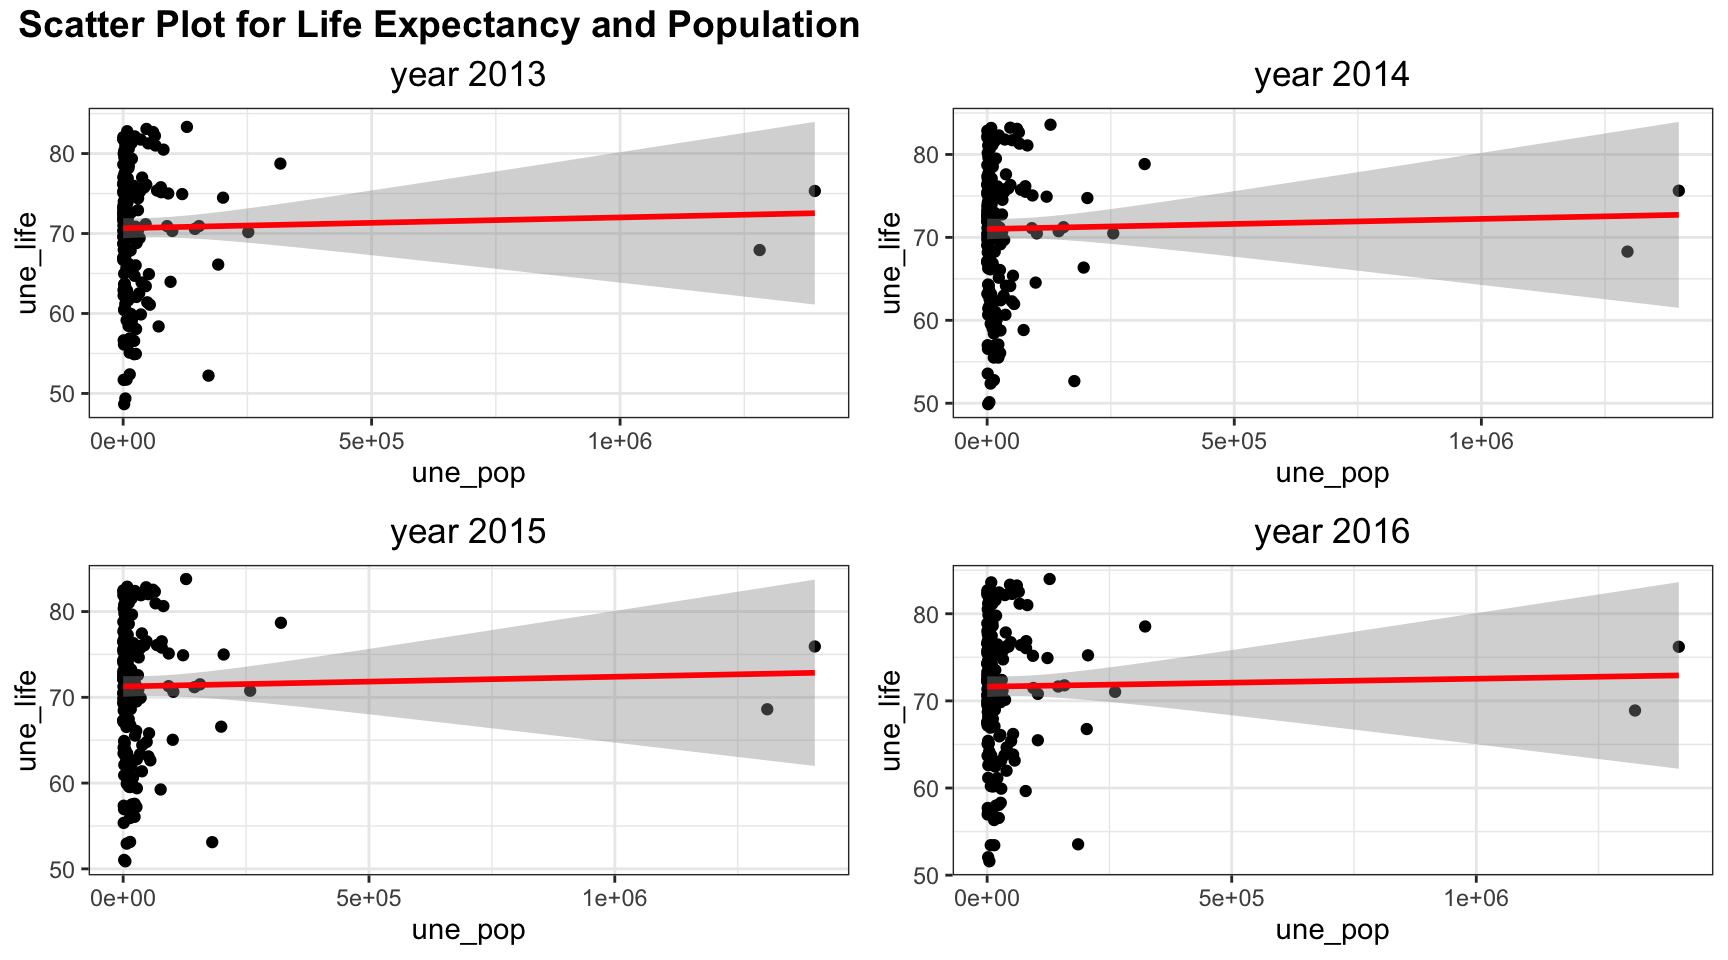 Scatter Plot for Life Expectancy and Population
year 2013
year 2014
80
70
60
50
une_life
0e+00 5e+05 1e+06
une_pop
80
70
60
50
une_life
0e+00 5e+05 1e+06
une_pop
year 2015
year 2016
80
70
60
50
une_life
0e+00 5e+05 1e+06
une_pop
80
70
60
50
une_life
0e+00 5e+05 1e+06
une_pop